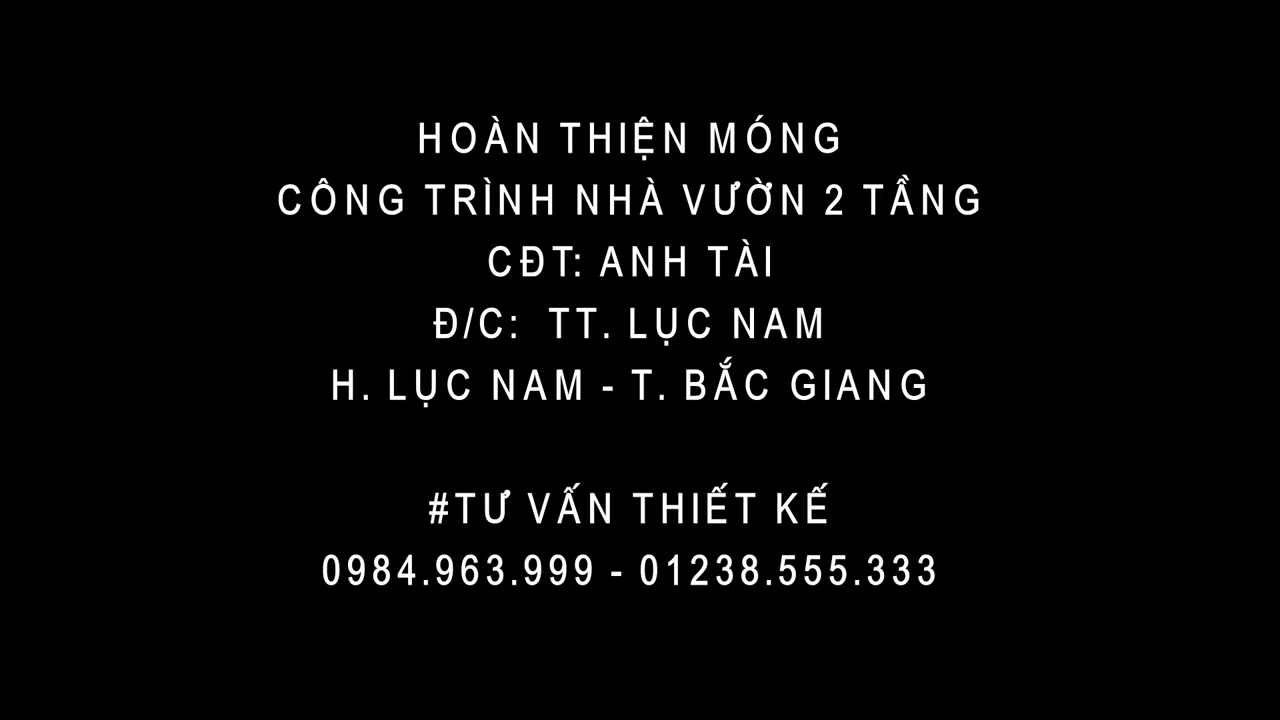 HOÀN THIỆN MÓNG
CÔNG TRÌNH NHÀ VƯỜN 2 TẦNG
CĐT: ANH TÀI
Đ/C: TT. LỤC NAM
H. LỤC NAM - T. BẮC GIANG
#TƯ VẤN THIẾT KẾ
0984.963.999 - 01238.555.333